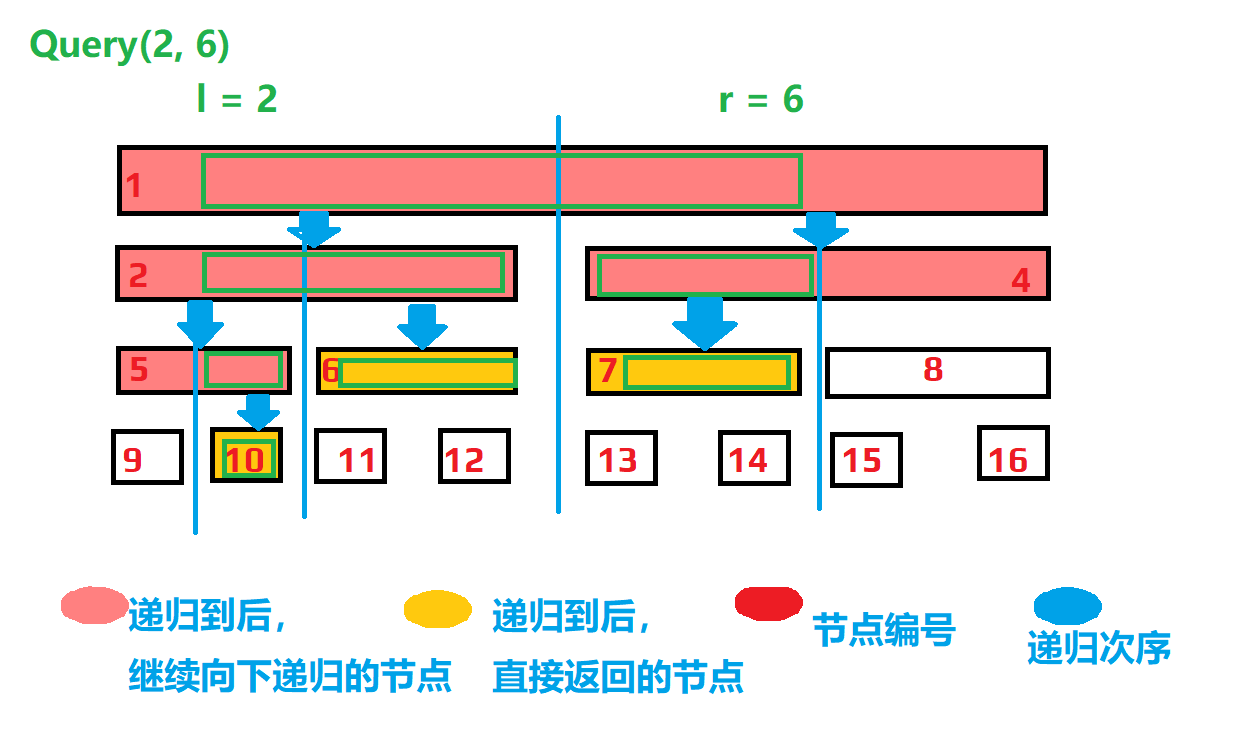 Query(2, 6)
l = 2 r = 6
1
2 4
5 6 7 8
9 10 11 12 13 14 15 16
递归到后,
继续向下递归的节点
递归到后,
直接返回的节点
节点编号
递归次序